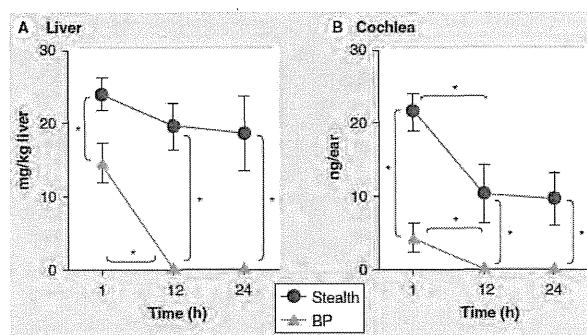 A Liver
30
20
10
0
mg/kg liver
* * * *
1 12 24
Time (h)
B Cochlea
30
20
10
0
ng/ear
* * * * *
1 12 24
Time (h)
Stealth
BP